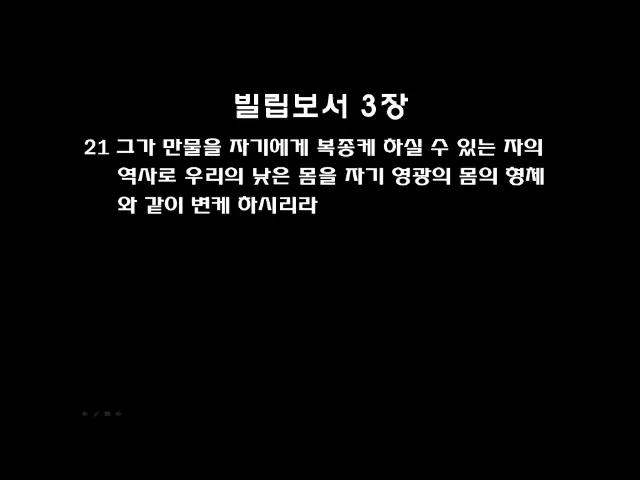 빌립보서 3장
21 그가 만물을 자기에게 복종케 하실 수 있는 자의
역사로 우리의 낮은 몸을 자기 영광의 몸의 형체
와 같이 변케 하시리라